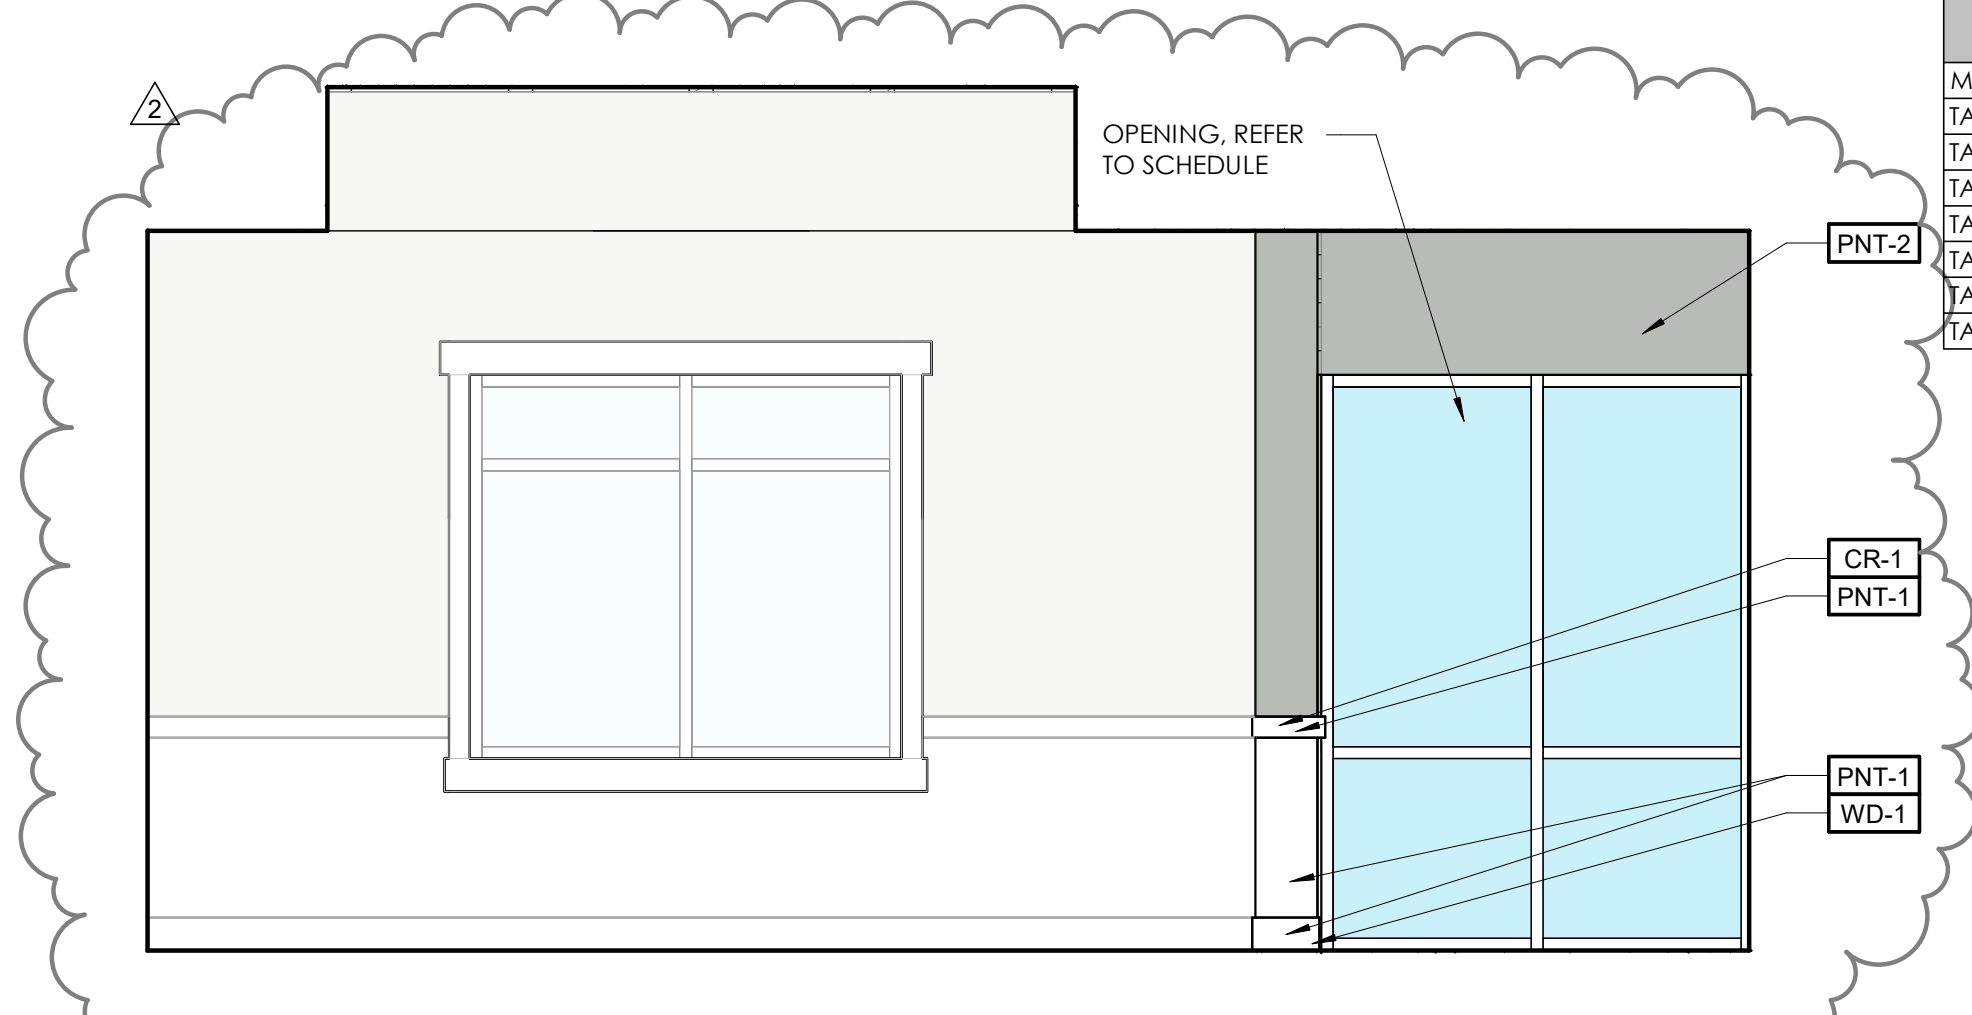 2
OPENING, REFER
TO SCHEDULE
PNT-2
CR-1
PNT-1
PNT-1
WD-1
M
TA
TA
TA
TA
TA
TA
TA